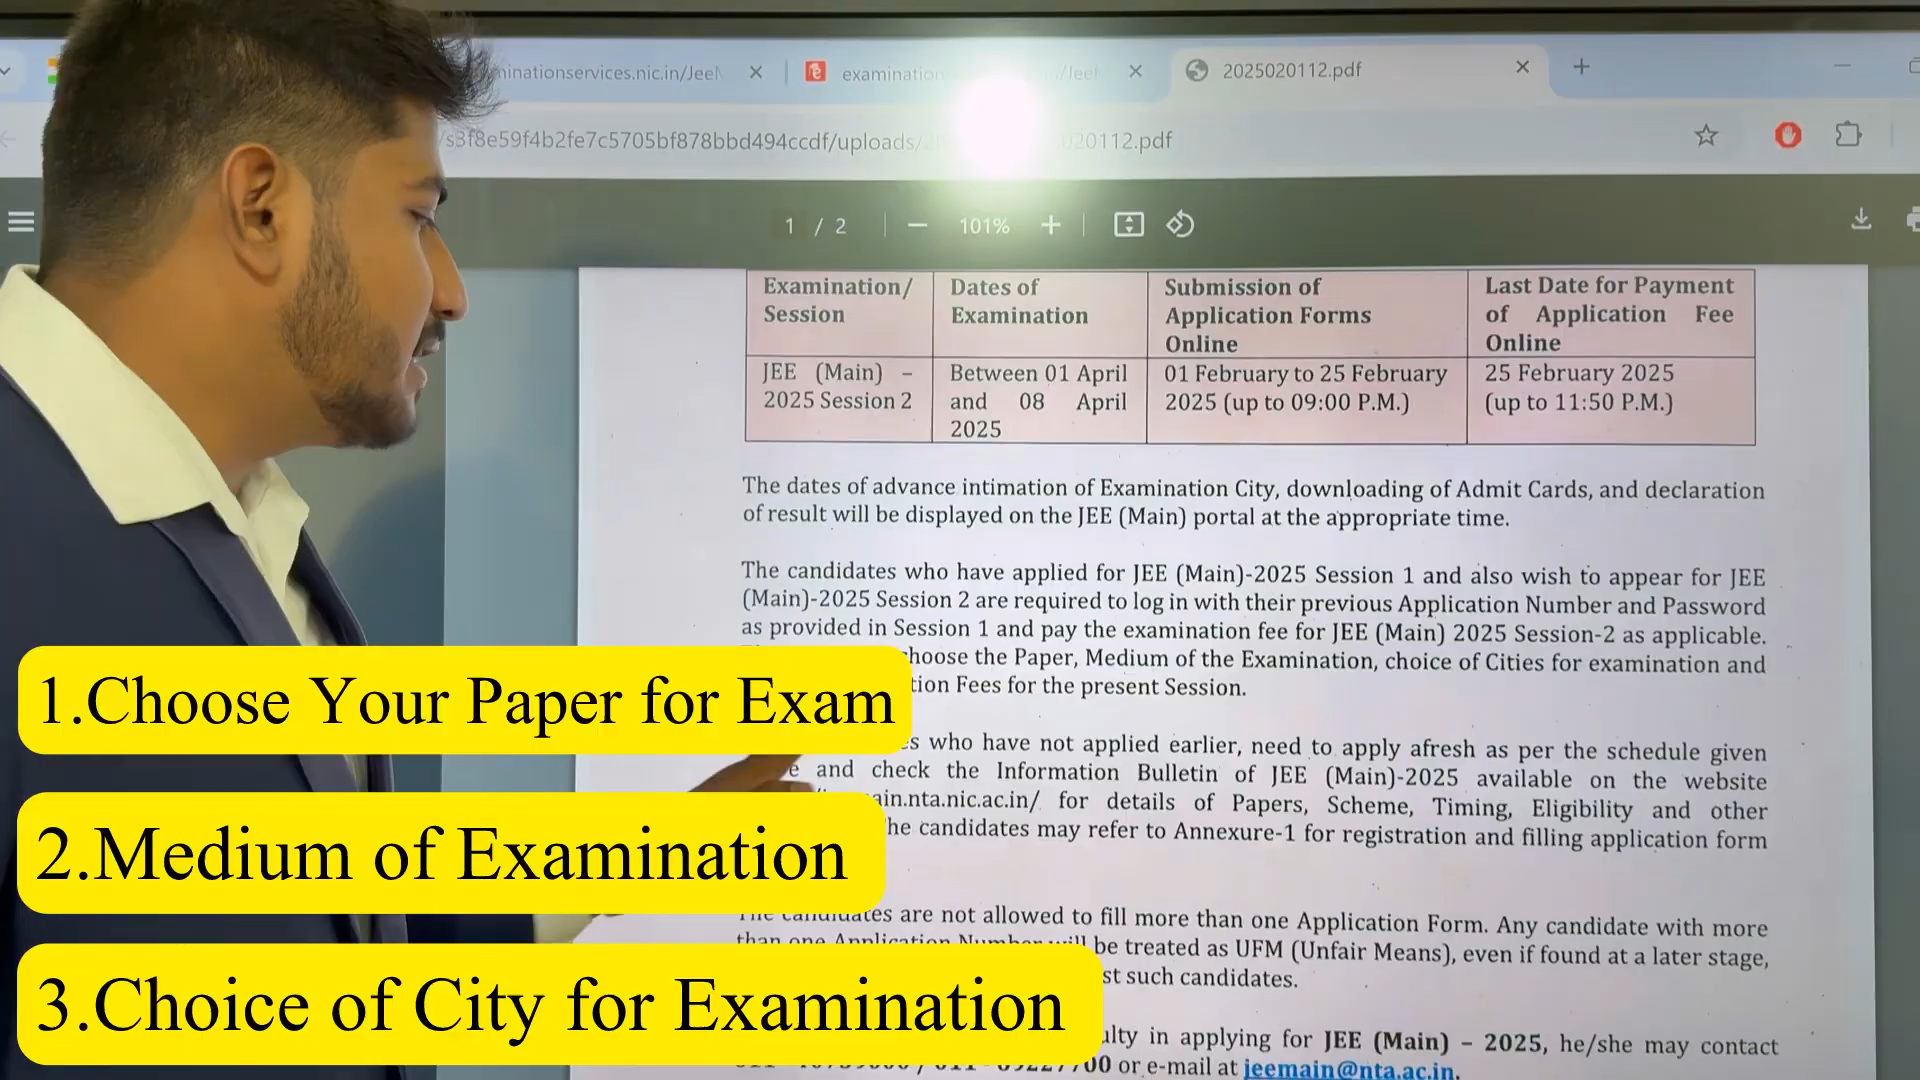 minationservices.nic.in/JeeM
examination
/JeeM
2025020112.pdf
/s3f8e59f4b2fe7c5705bf878bbd494ccdf/uploads/
020112.pdf
1 / 2
101%
Examination/ Session
Dates of Examination
Submission of Application Forms Online
Last Date for Payment of Application Fee Online
JEE (Main) – 2025 Session 2
Between 01 April and 08 April 2025
01 February to 25 February 2025 (up to 09:00 P.M.)
25 February 2025 (up to 11:50 P.M.)
The dates of advance intimation of Examination City, downloading of Admit Cards, and declaration
of result will be displayed on the JEE (Main) portal at the appropriate time.
The candidates who have applied for JEE (Main)-2025 Session 1 and also wish to appear for JEE
(Main)-2025 Session 2 are required to log in with their previous Application Number and Password
as provided in Session 1 and pay the examination fee for JEE (Main) 2025 Session-2 as applicable.
choose the Paper, Medium of the Examination, choice of Cities for examination and
tion Fees for the present Session.
1.Choose Your Paper for Exam
s who have not applied earlier, need to apply afresh as per the schedule given
e and check the Information Bulletin of JEE (Main)-2025 available on the website
ain.nta.nic.ac.in/ for details of Papers, Scheme, Timing, Eligibility and other
he candidates may refer to Annexure-1 for registration and filling application form
2.Medium of Examination
The candidates are not allowed to fill more than one Application Form. Any candidate with more
than one Application Number will be treated as UFM (Unfair Means), even if found at a later stage,
st such candidates.
3.Choice of City for Examination
ulty in applying for JEE (Main) – 2025, he/she may contact
00 or e-mail at jeemain@nta.ac.in.